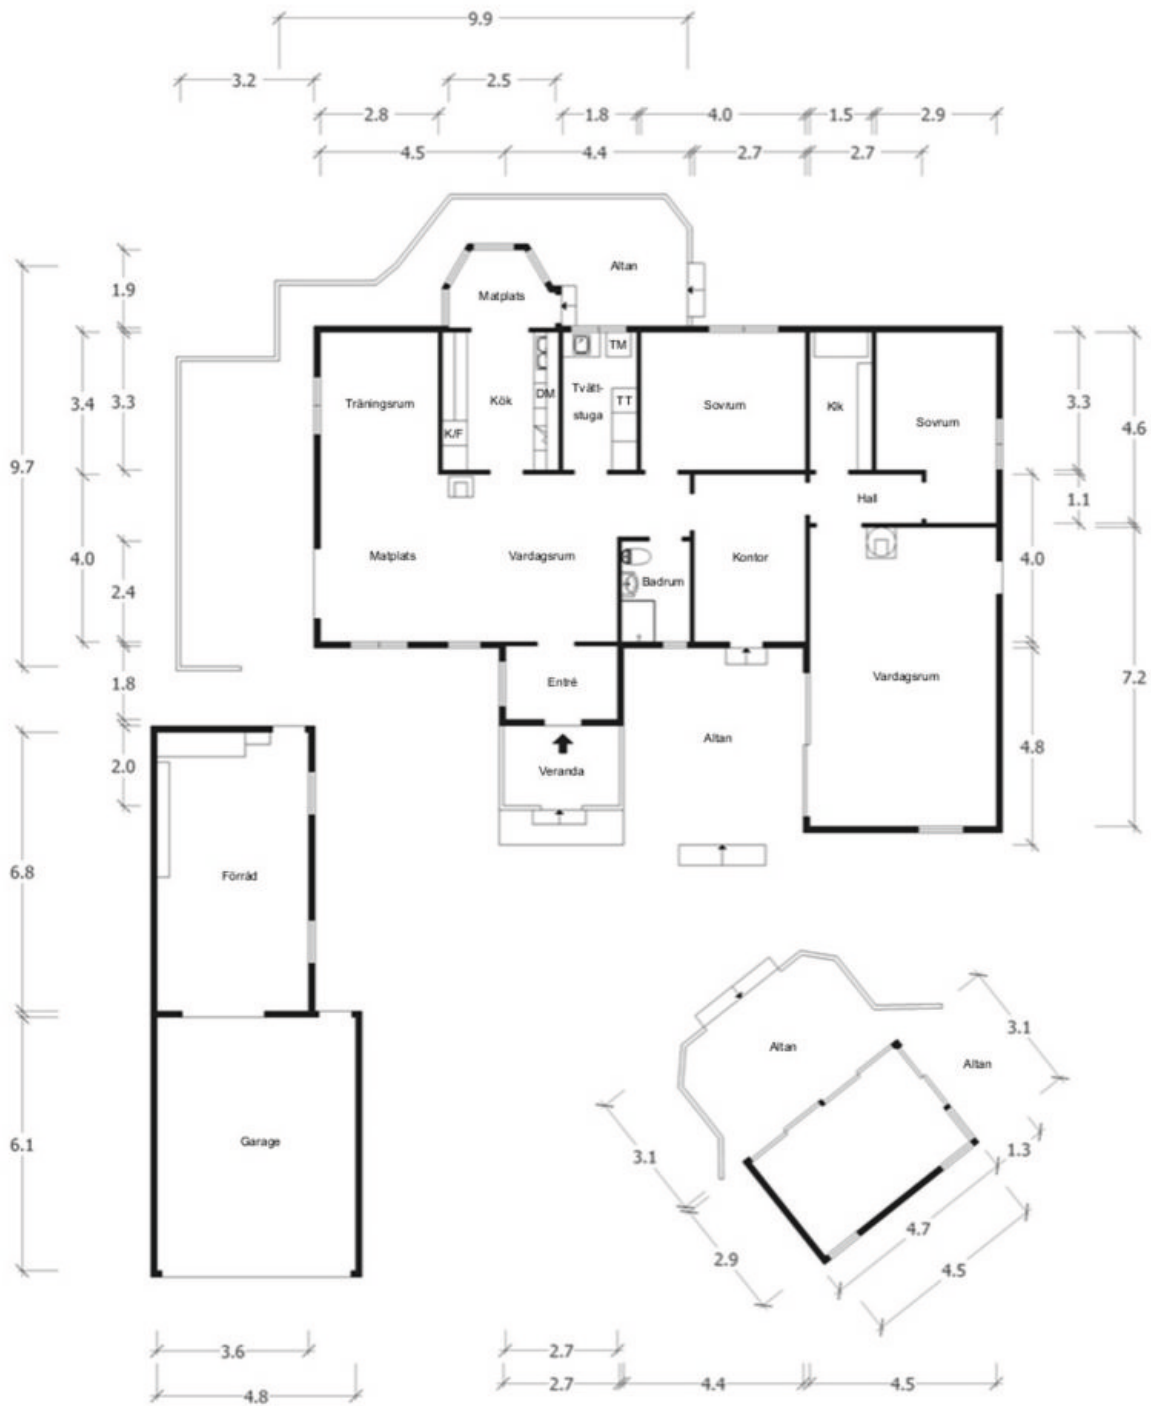 9.9
3.2
2.5
2.8
1.8
4.0
1.5
2.9
4.5
4.4
2.7
2.7
Altan
1.9
Matplats
9.7
3.4
3.3
Träningsrum
Kök
K/F
DM
Tvätt-
stuga
TM
TT
Sovrum
Klk
Sovrum
3.3
4.6
Hall
1.1
4.0
2.4
Matplats
Vardagsrum
Badrum
Kontor
4.0
1.8
Entré
Vardagsrum
7.2
2.0
Veranda
Altan
4.8
6.8
Förråd
Altan
Altan
3.1
6.1
Garage
3.1
1.3
2.9
4.7
4.5
3.6
4.8
2.7
2.7
4.4
4.5